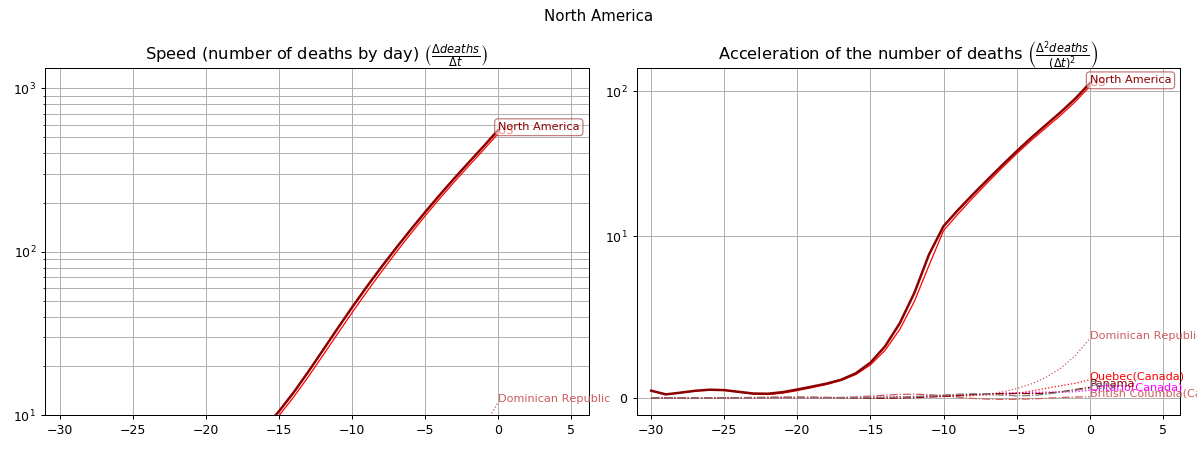 North America
Speed (number of deaths by day) (Δdeaths/Δt)
Acceleration of the number of deaths (Δ²deaths/(Δt)²)
10³
10²
10¹
North America
Dominican Republic
−30 −25 −20 −15 −10 −5 0 5
10²
10¹
0
North America
Dominican Republi
Quebec(Canada)
Panama
British Columbia(Ca
−30 −25 −20 −15 −10 −5 0 5